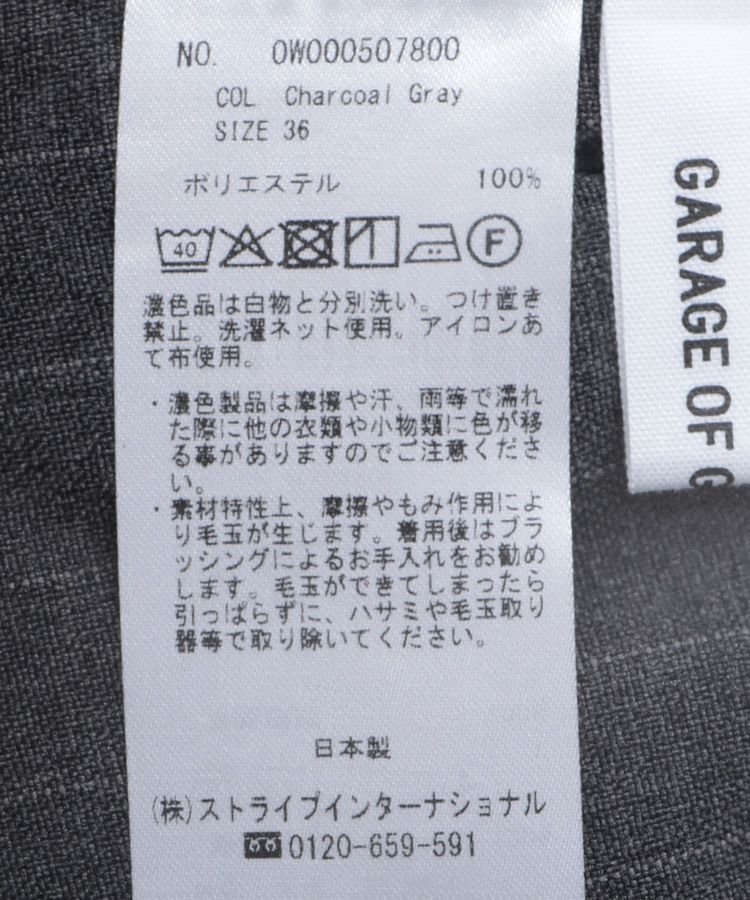 NO. 0W000507800
COL Charcoal Gray
SIZE 36
ポリエステル 100%
40
F
濃色品は白物と分別洗い。つけ置き
禁止。洗濯ネット使用。アイロンあ
て布使用。
・濃色製品は摩擦や汗、雨等で濡れ
た際に他の衣類や小物類に色が移
る事がありますのでご注意くださ
い。
・素材特性上、摩擦やもみ作用によ
り毛玉が生じます。着用後はブラ
ッシングによるお手入れをお勧め
します。毛玉ができてしまったら
引っぱらずに、ハサミや毛玉取り
器等で取り除いてください。
日本製
(株)ストライプインターナショナル
0120-659-591
GARAGE OF